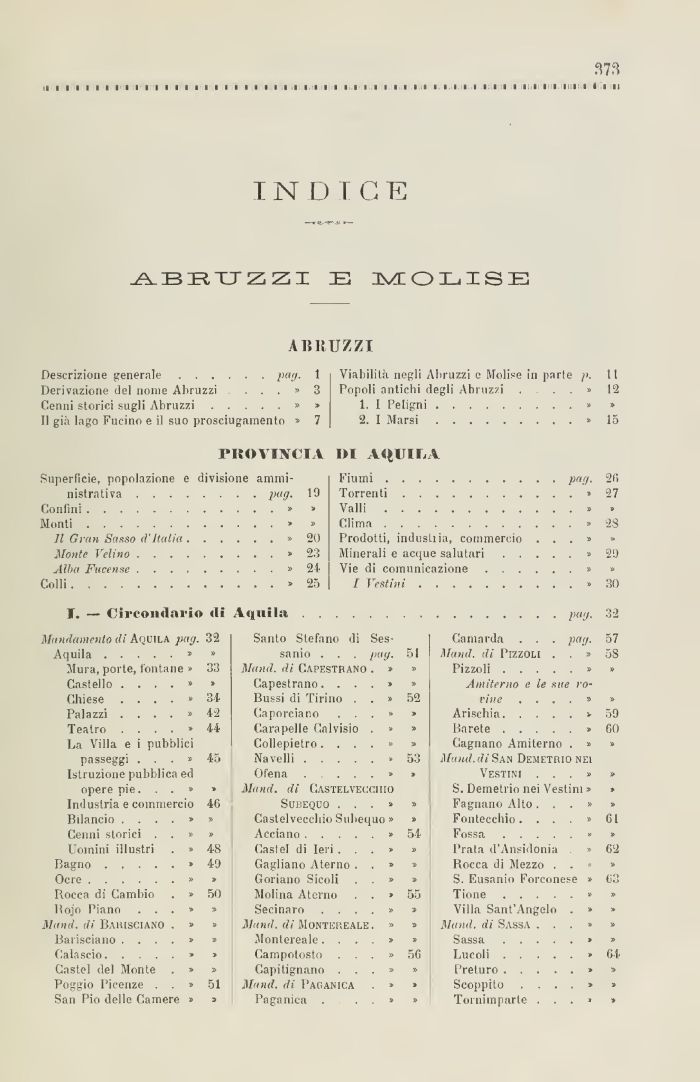 373
INDICE
ABRUZZI E MOLISE
ABRUZZI
Descrizione generale . . . . . . pag. 1
Derivazione del nome Abruzzi . . . . » 3
Cenni storici sugli Abruzzi . . . . . » »
Il già lago Fucino e il suo prosciugamento » 7
Viabilità negli Abruzzi e Molise in parte p. 11
Popoli antichi degli Abruzzi . . . . » 12
1. I Peligni . . . . . . . . . » »
2. I Marsi . . . . . . . . . » 15
PROVINCIA DI AQUILA
Superficie, popolazione e divisione ammi-
nistrativa . . . . . . . . pag. 19
Confini . . . . . . . . . . . . » »
Monti . . . . . . . . . . . . » »
Il Gran Sasso d'Italia . . . . . . » 20
Monte Velino . . . . . . . . . » 23
Alba Fucense . . . . . . . . . » 24
Colli . . . . . . . . . . . . . » 25
Fiumi . . . . . . . . . . . pag. 26
Torrenti . . . . . . . . . . . » 27
Valli . . . . . . . . . . . . » »
Clima . . . . . . . . . . . . » 28
Prodotti, industria, commercio . . . » »
Minerali e acque salutari . . . . . » 29
Vie di comunicazione . . . . . . » »
I Vestini . . . . . . . . . . » 30
I. — Circondario di Aquila . . . . . . . . . . . . . . . . pag. 32
Mandamento di AQUILA pag. 32
Aquila . . . . . » »
Mura, porte, fontane » 33
Castello . . . . » »
Chiese . . . . » 34
Palazzi . . . . » 42
Teatro . . . . » 44
La Villa e i pubblici
passeggi . . . » 45
Istruzione pubblica ed
opere pie . . . » »
Industria e commercio 46
Bilancio . . . . » »
Cenni storici . . » »
Uomini illustri . » 48
Bagno . . . . . » 49
Ocre . . . . . . » »
Rocca di Cambio . » 50
Rojo Piano . . . » »
Mand. di BARISCIANO . » »
Barisciano . . . . » »
Calascio . . . . . » »
Castel del Monte . » »
Poggio Picenze . . » 51
San Pio delle Camere » »
Santo Stefano di Ses-
sanio . . . pag. 51
Mand. di CAPESTRANO . » »
Capestrano . . . . » »
Bussi di Tirino . . » 52
Caporciano . . . » »
Carapelle Calvisio . » »
Collepietro . . . . » »
Navelli . . . . . » 53
Ofena . . . . . » »
Mand. di CASTELVECCHIO
SUBEQUO . . . » »
Castelvecchio Subequo » »
Acciano . . . . . » 54
Castel di Ieri . . . » »
Gagliano Aterno . . » »
Goriano Sicoli . . » »
Molina Aterno . . » 55
Secinaro . . . . » »
Mand. di MONTEREALE . » »
Montereale . . . . » »
Campotosto . . . » 56
Capitignano . . . » »
Mand. di PAGANICA . » »
Paganica . . . . » »
Camarda . . . pag. 57
Mand. DI PIZZOLI . . » 58
Pizzoli . . . . . » »
Amiterno e le sue ro-
vine . . . . » »
Arischia . . . . . » 59
Barete . . . . . » 60
Cagnano Amiterno . » »
Mand. di SAN DEMETRIO NEI
VESTINI . . . » »
S. Demetrio nei Vestini » »
Fagnano Alto . . . » »
Fontecchio . . . . » 61
Fossa . . . . . » »
Prata d'Ansidonia . » 62
Rocca di Mezzo . . » »
S. Eusanio Forconese » 63
Tione . . . . . » »
Villa Sant'Angelo . » »
Mand. di SASSA . . . » »
Sassa . . . . . » »
Lucoli . . . . . » 64
Preturo . . . . . » »
Scoppito . . . . » »
Tornimparte . . . » »